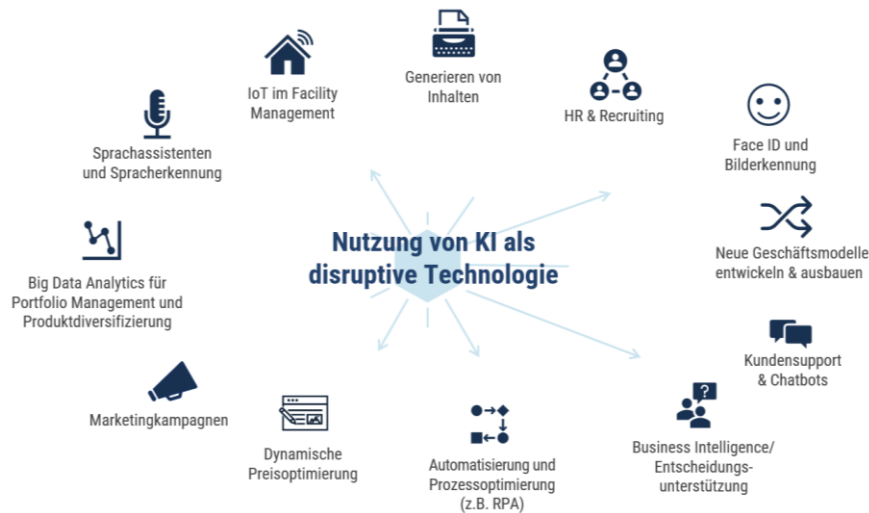 Generieren von
Inhalten
IoT im Facility
Management
HR & Recruiting
Sprachassistenten
und Spracherkennung
Face ID und
Bilderkennung
Nutzung von KI als
disruptive Technologie
Neue Geschäftsmodelle
entwickeln & ausbauen
Big Data Analytics für
Portfolio Management und
Produktdiversifizierung
Kundensupport
& Chatbots
Marketingkampagnen
?
Dynamische
Preisoptimierung
Automatisierung und
Prozessoptimierung
(z.B. RPA)
Business Intelligence/
Entscheidungs-
unterstützung